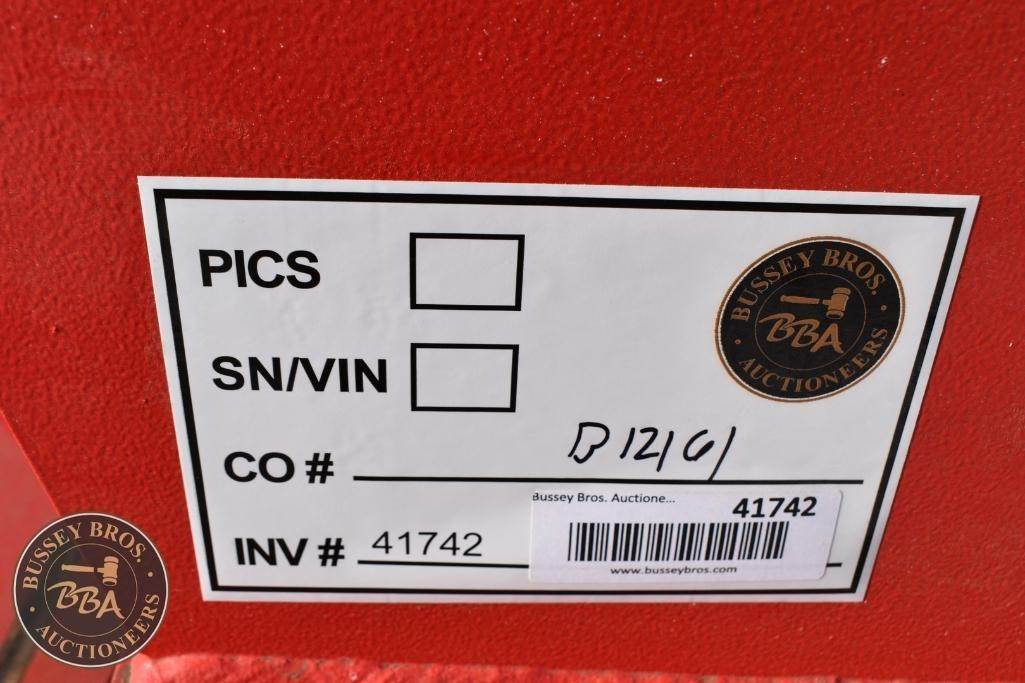 PICS
BUSSEY BROS.
BBA
AUCTIONEERS
SN/VIN
CO # B12161
Bussey Bros. Auctione... 41742
INV # 41742
www.busseybros.com
BUSSEY BROS.
BBA
AUCTIONEERS